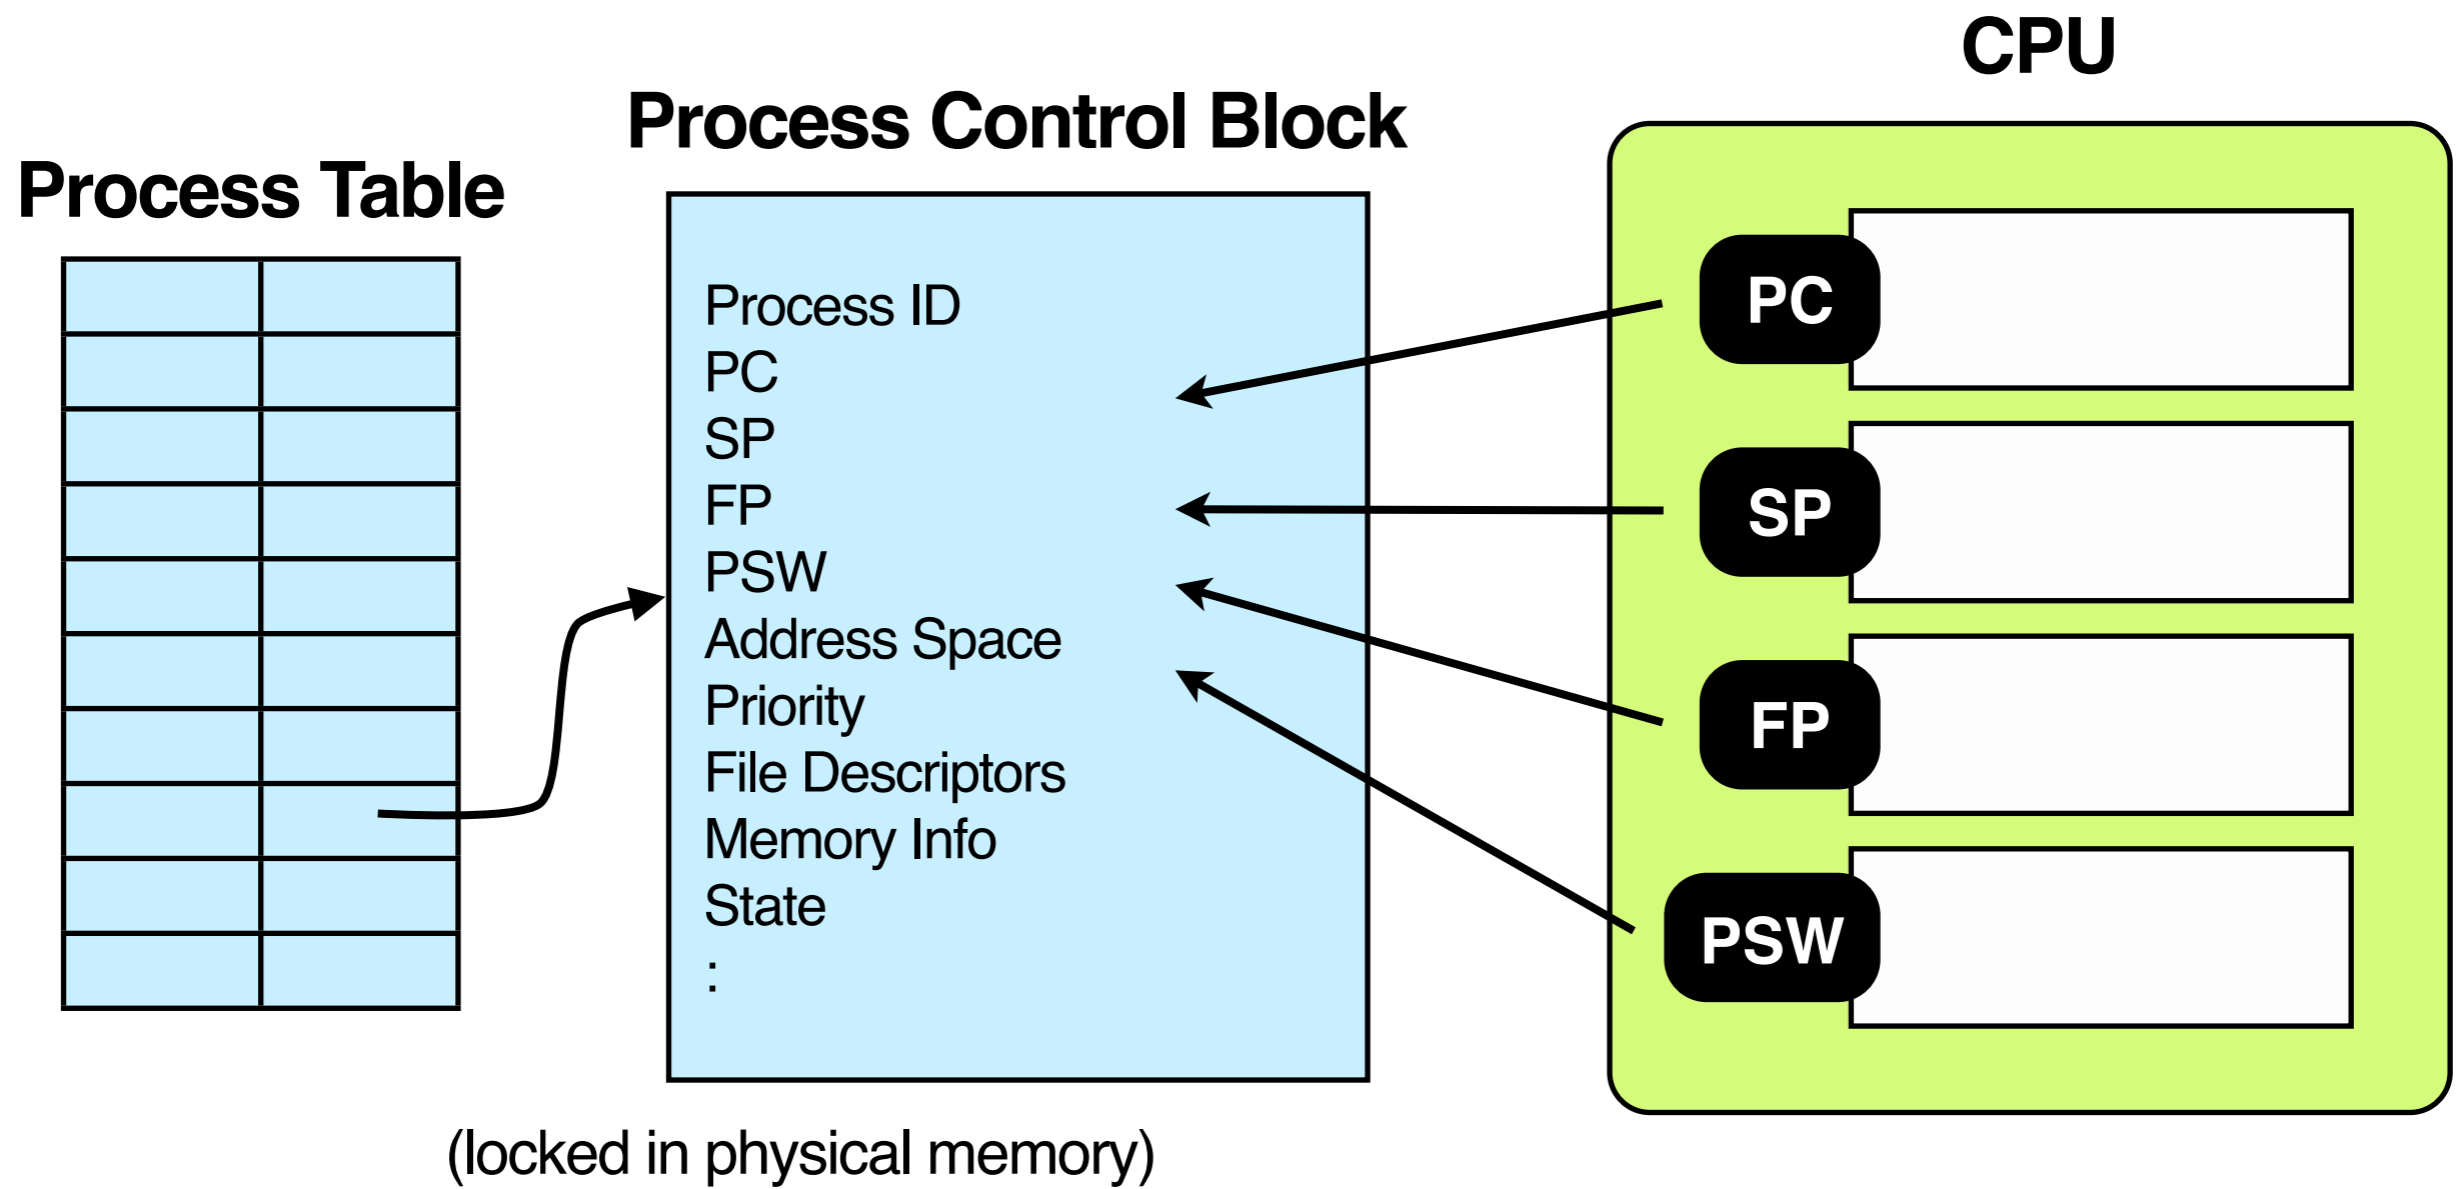 Process Table
Process Control Block
Process ID
PC
SP
FP
PSW
Address Space
Priority
File Descriptors
Memory Info
State
:
(locked in physical memory)
CPU
PC
SP
FP
PSW